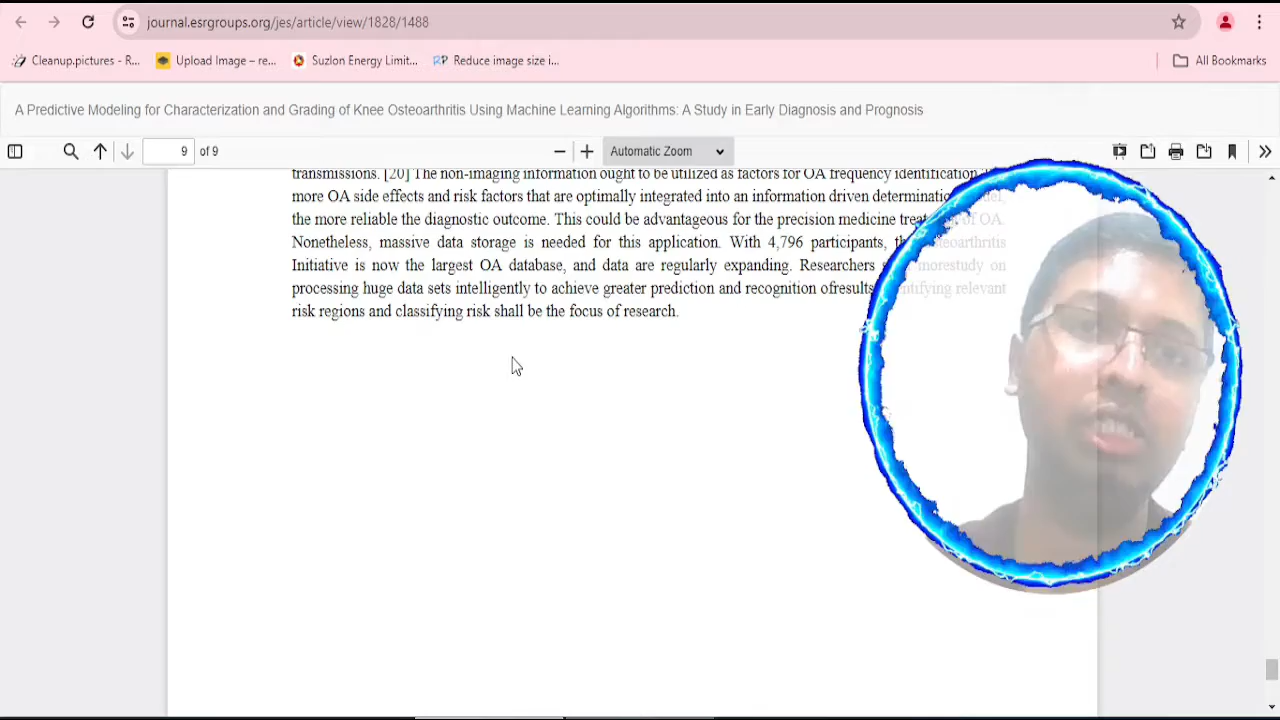 journal.esrgroups.org/jes/article/view/1828/1488
Cleanup.pictures - R... Upload Image – re... Suzlon Energy Limit... RP Reduce image size i... All Bookmarks
A Predictive Modeling for Characterization and Grading of Knee Osteoarthritis Using Machine Learning Algorithms: A Study in Early Diagnosis and Prognosis
9 of 9 Automatic Zoom
transmissions. [20] The non-imaging information ought to be utilized as factors for OA frequency identification.
more OA side effects and risk factors that are optimally integrated into an information driven
the more reliable the diagnostic outcome. This could be advantageous for the precision medicine of OA.
Nonetheless, massive data storage is needed for this application. With 4,796 participants,
Initiative is now the largest OA database, and data are regularly expanding. Researchers morestudy on
processing huge data sets intelligently to achieve greater prediction and recognition ofresults relevant
risk regions and classifying risk shall be the focus of research.